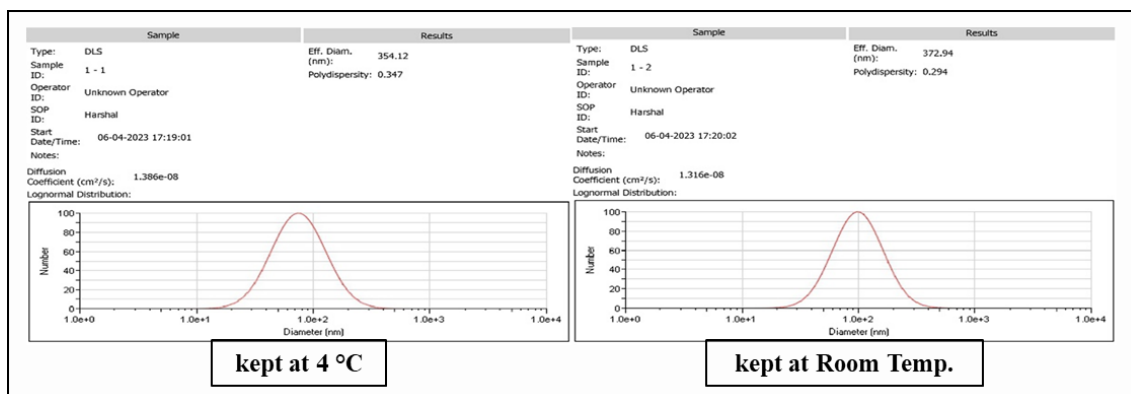 Sample Results
Type: DLS Eff. Diam. (nm): 354.12
Sample ID: 1 - 1 Polydispersity: 0.347
Operator ID: Unknown Operator
SOP ID: Harshal
Start Date/Time: 06-04-2023 17:19:01
Notes:
Diffusion Coefficient (cm²/s): 1.386e-08
Lognormal Distribution:
100
80
60
40
20
0
Number
1.0e+0 1.0e+1 1.0e+2 1.0e+3 1.0e+4
Diameter (nm)
kept at 4 °C
Sample Results
Type: DLS Eff. Diam. (nm): 372.94
Sample ID: 1 - 2 Polydispersity: 0.294
Operator ID: Unknown Operator
SOP ID: Harshal
Start Date/Time: 06-04-2023 17:20:02
Notes:
Diffusion Coefficient (cm²/s): 1.316e-08
Lognormal Distribution:
100
80
60
40
20
0
Number
1.0e+0 1.0e+1 1.0e+2 1.0e+3 1.0e+4
Diameter (nm)
kept at Room Temp.